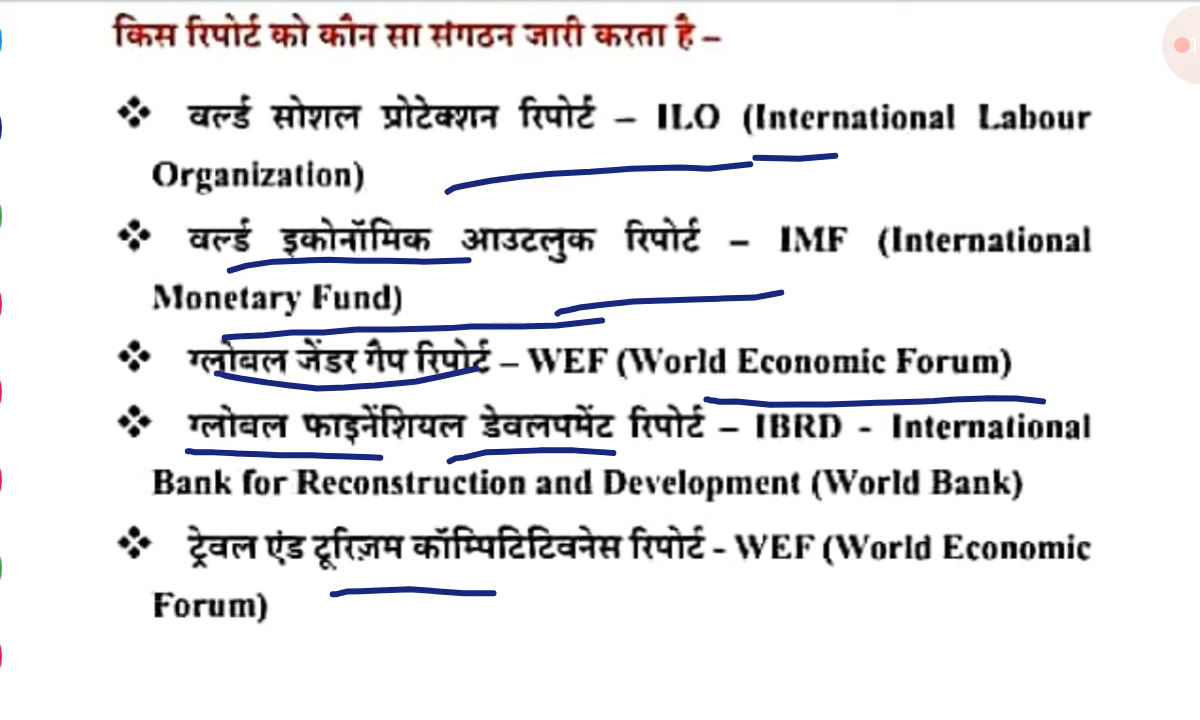 किस रिपोर्ट को कौन सा संगठन जारी करता है –
❖ वर्ल्ड सोशल प्रोटेक्शन रिपोर्ट – ILO (International Labour
Organization)
❖ वर्ल्ड इकोनॉमिक आउटलुक रिपोर्ट – IMF (International
Monetary Fund)
❖ ग्लोबल जेंडर गैप रिपोर्ट – WEF (World Economic Forum)
❖ ग्लोबल फाइनेंशियल डेवलपमेंट रिपोर्ट – IBRD - International
Bank for Reconstruction and Development (World Bank)
❖ ट्रेवल एंड टूरिज़म कॉम्पिटिटिवनेस रिपोर्ट - WEF (World Economic
Forum)